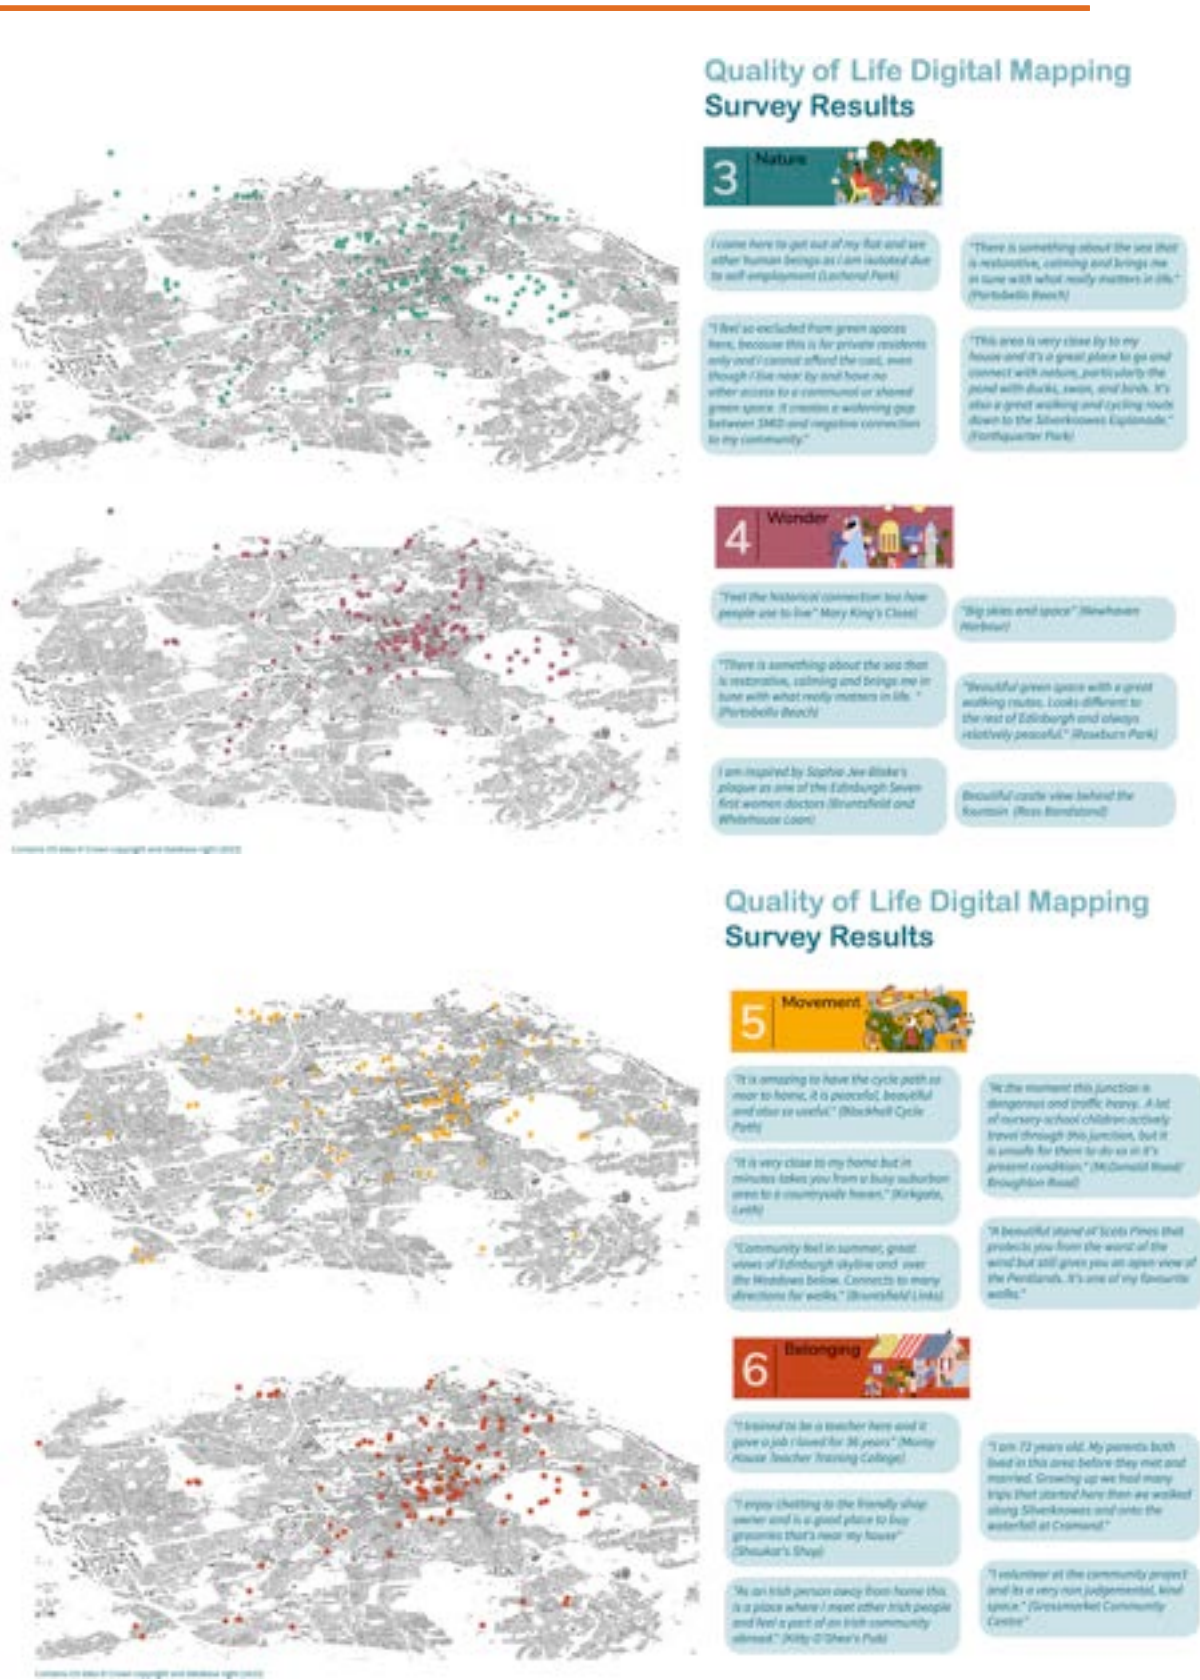 Quality of Life Digital Mapping
Survey Results
3
Nature
I come here to get out of my flat and see
other human beings as I am isolated due
to self-employment (Lochend Park)
"There is something about the sea that
is restorative, calming and brings me
in tune with what really matters in life."
(Portobello Beach)
"I feel so excluded from green spaces
here, because this is for private residents
only and I cannot afford the cost, even
though I live near by and have no
other access to a communal or shared
green space. It creates a widening gap
between SMID and negative connection
to my community."
"This area is very close by to my
house and it's a great place to go and
connect with nature, particularly the
pond with ducks, swan, and birds. It's
also a great walking and cycling route
down to the Silverknowes Esplanade."
(Forthquarter Park)
4
Wonder
"Feel the historical connection too how
people use to live" Mary King's Close)
"Big skies and space" (Newhaven
Harbour)
"There is something about the sea that
is restorative, calming and brings me in
tune with what really matters in life. "
(Portobello Beach)
"Beautiful green space with a great
walking routes. Looks different to
the rest of Edinburgh and always
relatively peaceful." (Roseburn Park)
I am inspired by Sophia Jex-Blake's
plaque as one of the Edinburgh Seven
first women doctors (Bruntsfield and
Whitehouse Loan)
Beautiful castle view behind the
fountain (Ross Bandstand)
Contains OS data © Crown copyright and database right (2023)
Quality of Life Digital Mapping
Survey Results
5
Movement
"It is amazing to have the cycle path so
near to home, it is peaceful, beautiful
and also so useful." (Blackhall Cycle
Path)
"At the moment this junction is
dangerous and traffic heavy. A lot
of nursery-school children actively
travel through this junction, but it
is unsafe for them to do so in it's
present condition." (McDonald Road/
Broughton Road)
"It is very close to my home but in
minutes takes you from a busy suburban
area to a countryside haven." (Kirkgate,
Leith)
"A beautiful stand of Scots Pines that
protects you from the worst of the
wind but still gives you an open view of
the Pentlands. It's one of my favourite
walks."
"Community feel in summer, great
views of Edinburgh skyline and over
the Meadows below. Connects to many
directions for walks." (Bruntsfield Links)
6
Belonging
"I trained to be a teacher here and it
gave a job I loved for 36 years" (Moray
House Teacher Training College)
"I am 72 years old. My parents both
lived in this area before they met and
married. Growing up we had many
trips that started here then we walked
along Silverknowes and onto the
waterfall at Cramond."
"I enjoy chatting to the friendly shop
owner and is a good place to buy
groceries that's near my house"
(Shaukat's Shop)
"I volunteer at the community project
and its a very non judgemental, kind
space." (Grassmarket Community
Centre"
"As an Irish person away from home this
is a place where I meet other Irish people
and feel a part of an Irish community
abroad." (Kitty O'Shea's Pub)
Contains OS data © Crown copyright and database right (2023)